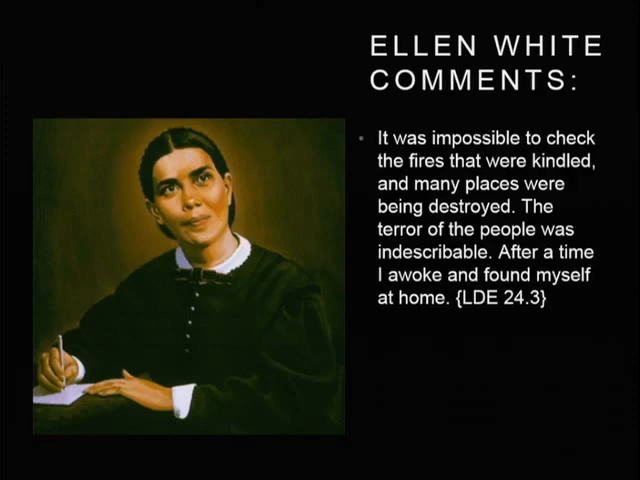 ELLEN WHITE
COMMENTS:
• It was impossible to check
the fires that were kindled,
and many places were
being destroyed. The
terror of the people was
indescribable. After a time
I awoke and found myself
at home. {LDE 24.3}